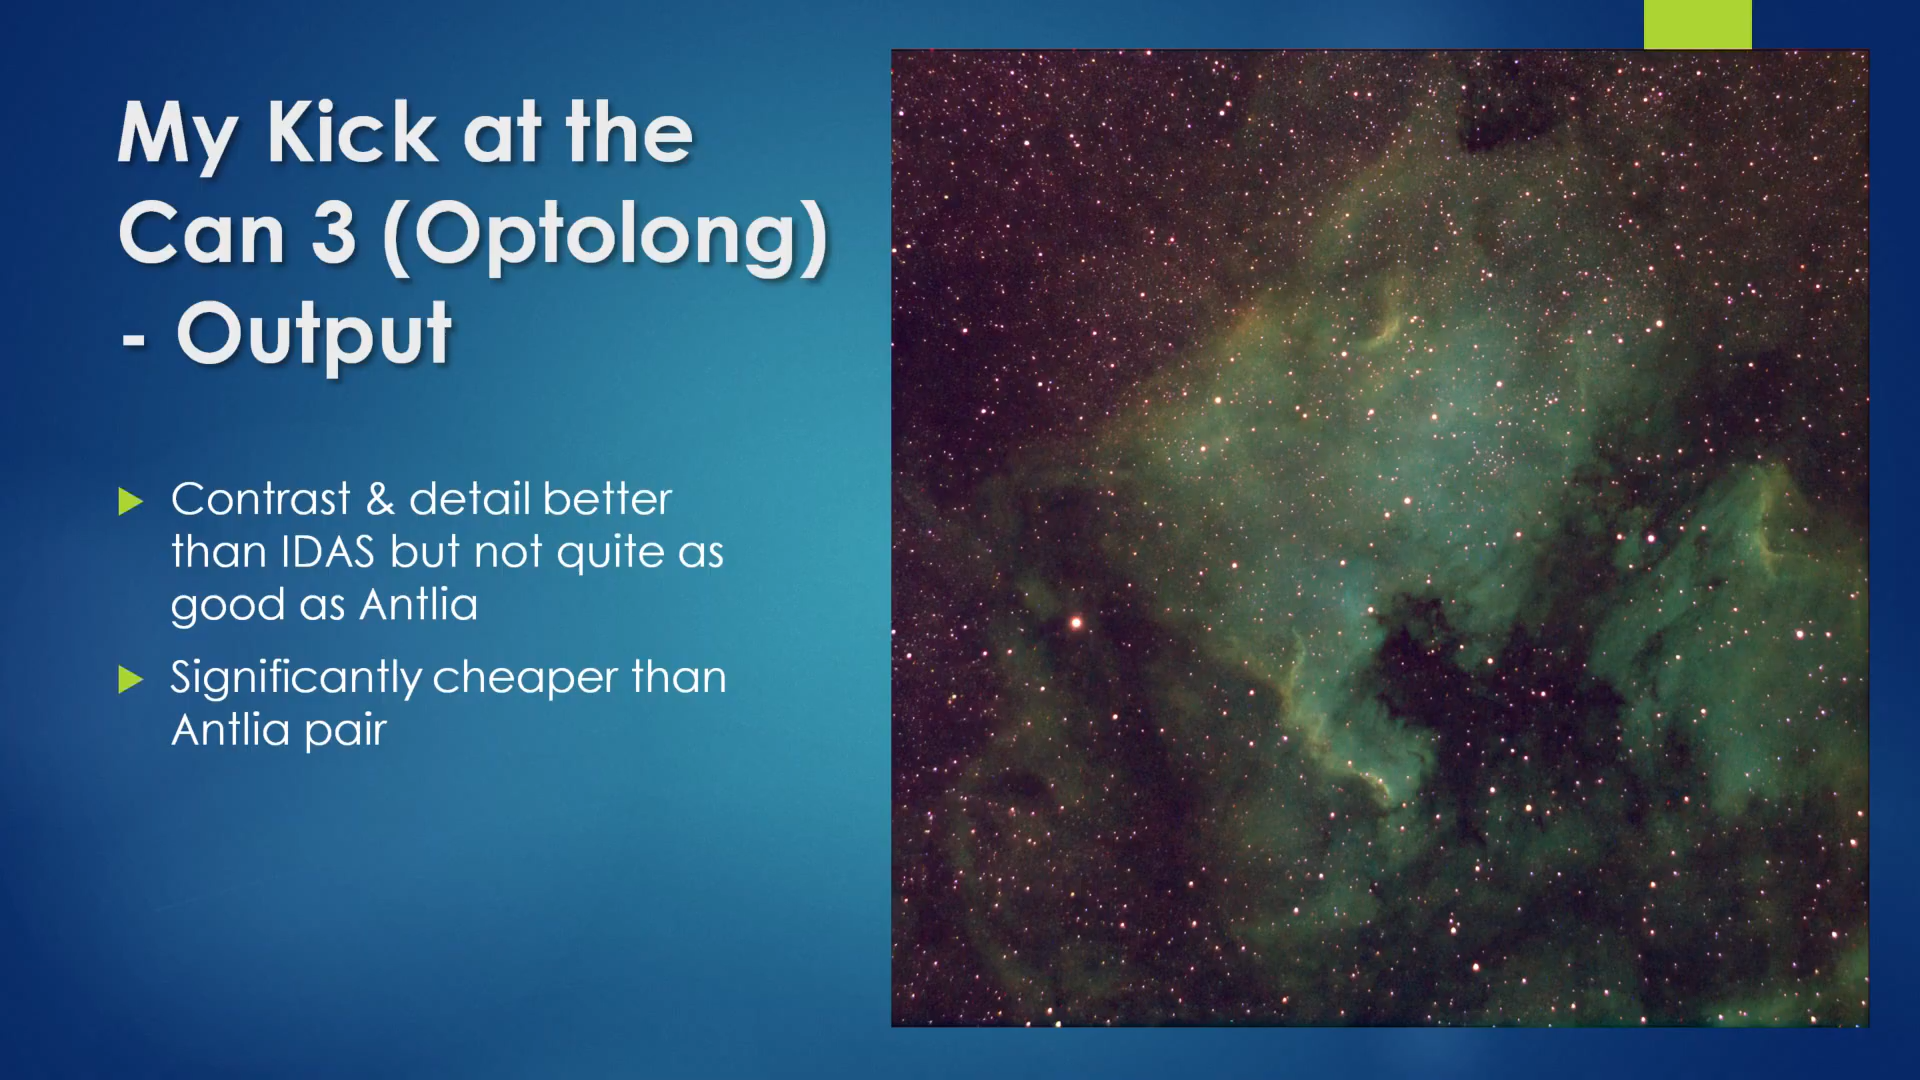 My Kick at the
Can 3 (Optolong)
- Output
Contrast & detail better
than IDAS but not quite as
good as Antlia
Significantly cheaper than
Antlia pair